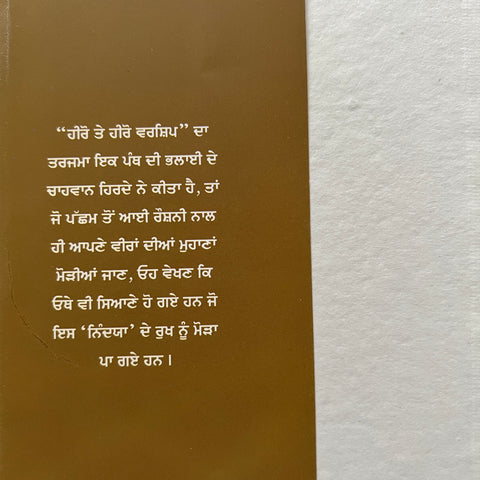 “ਹੀਰੋ ਤੇ ਹੀਰੋ ਵਰਸ਼ਿਪ” ਦਾ
ਤਰਜਮਾ ਇਕ ਪੰਥ ਦੀ ਭਲਾਈ ਦੇ
ਚਾਹਵਾਨ ਹਿਰਦੇ ਨੇ ਕੀਤਾ ਹੈ, ਤਾਂ
ਜੋ ਪੱਛਮ ਤੋਂ ਆਈ ਰੌਸ਼ਨੀ ਨਾਲ
ਹੀ ਆਪਣੇ ਵੀਰਾਂ ਦੀਆਂ ਮੁਹਾਣਾਂ
ਮੋੜੀਆਂ ਜਾਣ, ਓਹ ਵੇਖਣ ਕਿ
ਓਥੇ ਵੀ ਸਿਆਣੇ ਹੋ ਗਏ ਹਨ ਜੋ
ਇਸ ‘ਨਿੰਦਯਾ’ ਦੇ ਰੁਖ ਨੂੰ ਮੋੜਾ
ਪਾ ਗਏ ਹਨ।